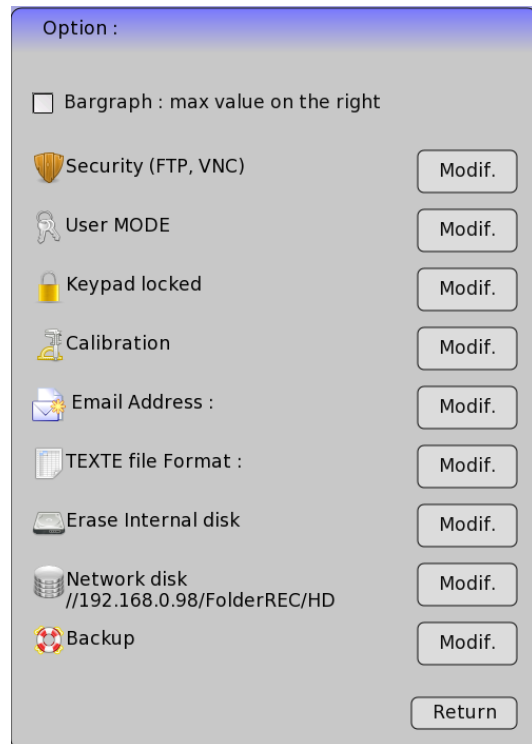 Option :
Bargraph : max value on the right
Security (FTP, VNC)
Modif.
User MODE
Modif.
Keypad locked
Modif.
Calibration
Modif.
Email Address :
Modif.
TEXTE file Format :
Modif.
Erase Internal disk
Modif.
Network disk
//192.168.0.98/FolderREC/HD
Modif.
Backup
Modif.
Return